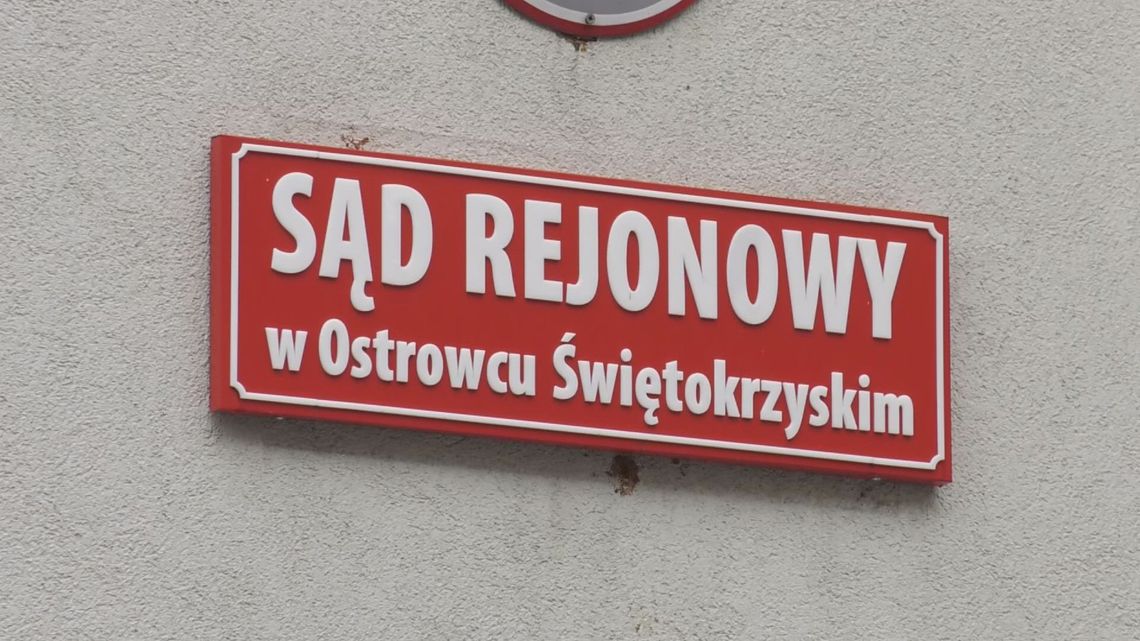 SĄD REJONOWY
w Ostrowcu Świętokrzyskim